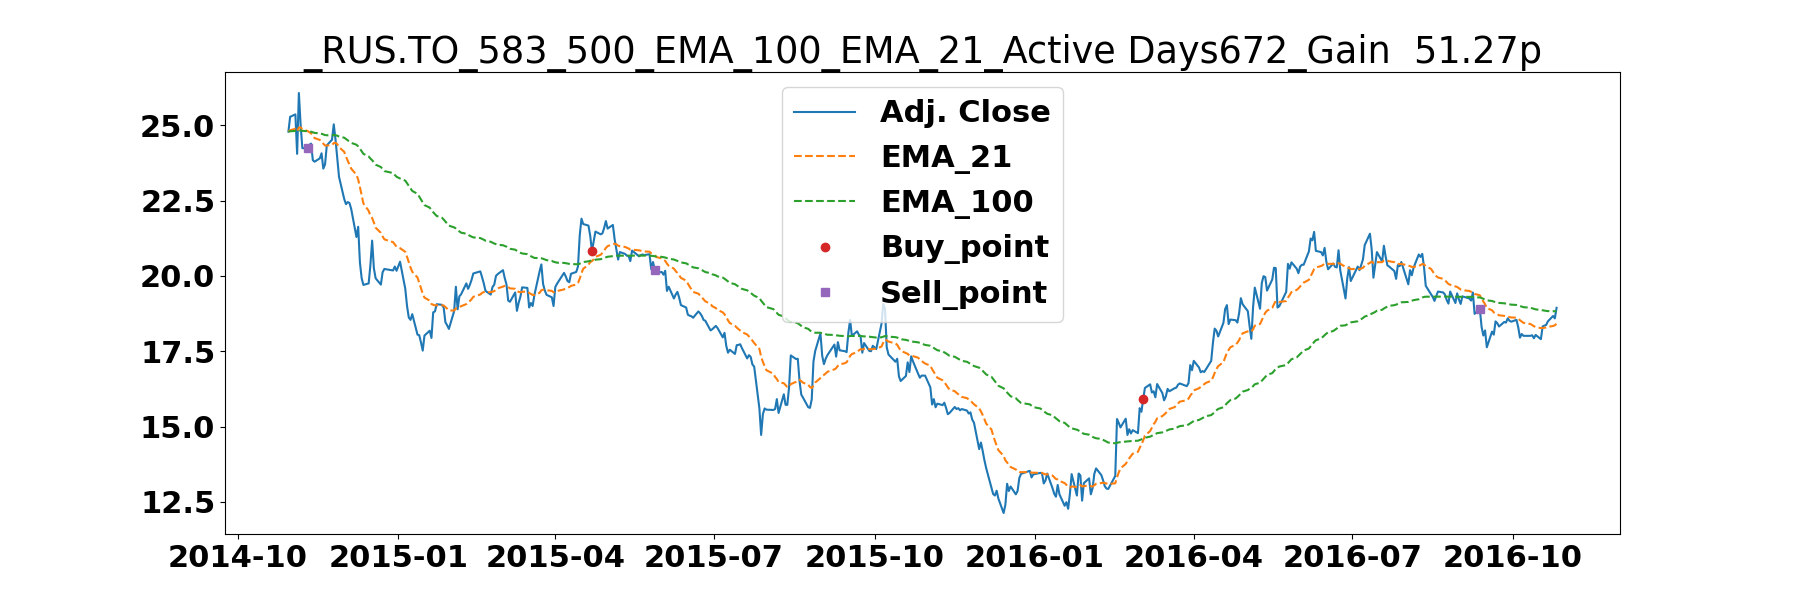 _RUS.TO_583_500_EMA_100_EMA_21_Active Days672_Gain  51.27p
Adj. Close
EMA_21
EMA_100
Buy_point
Sell_point
25.0
22.5
20.0
17.5
15.0
12.5
2014-10 2015-01 2015-04 2015-07 2015-10 2016-01 2016-04 2016-07 2016-10